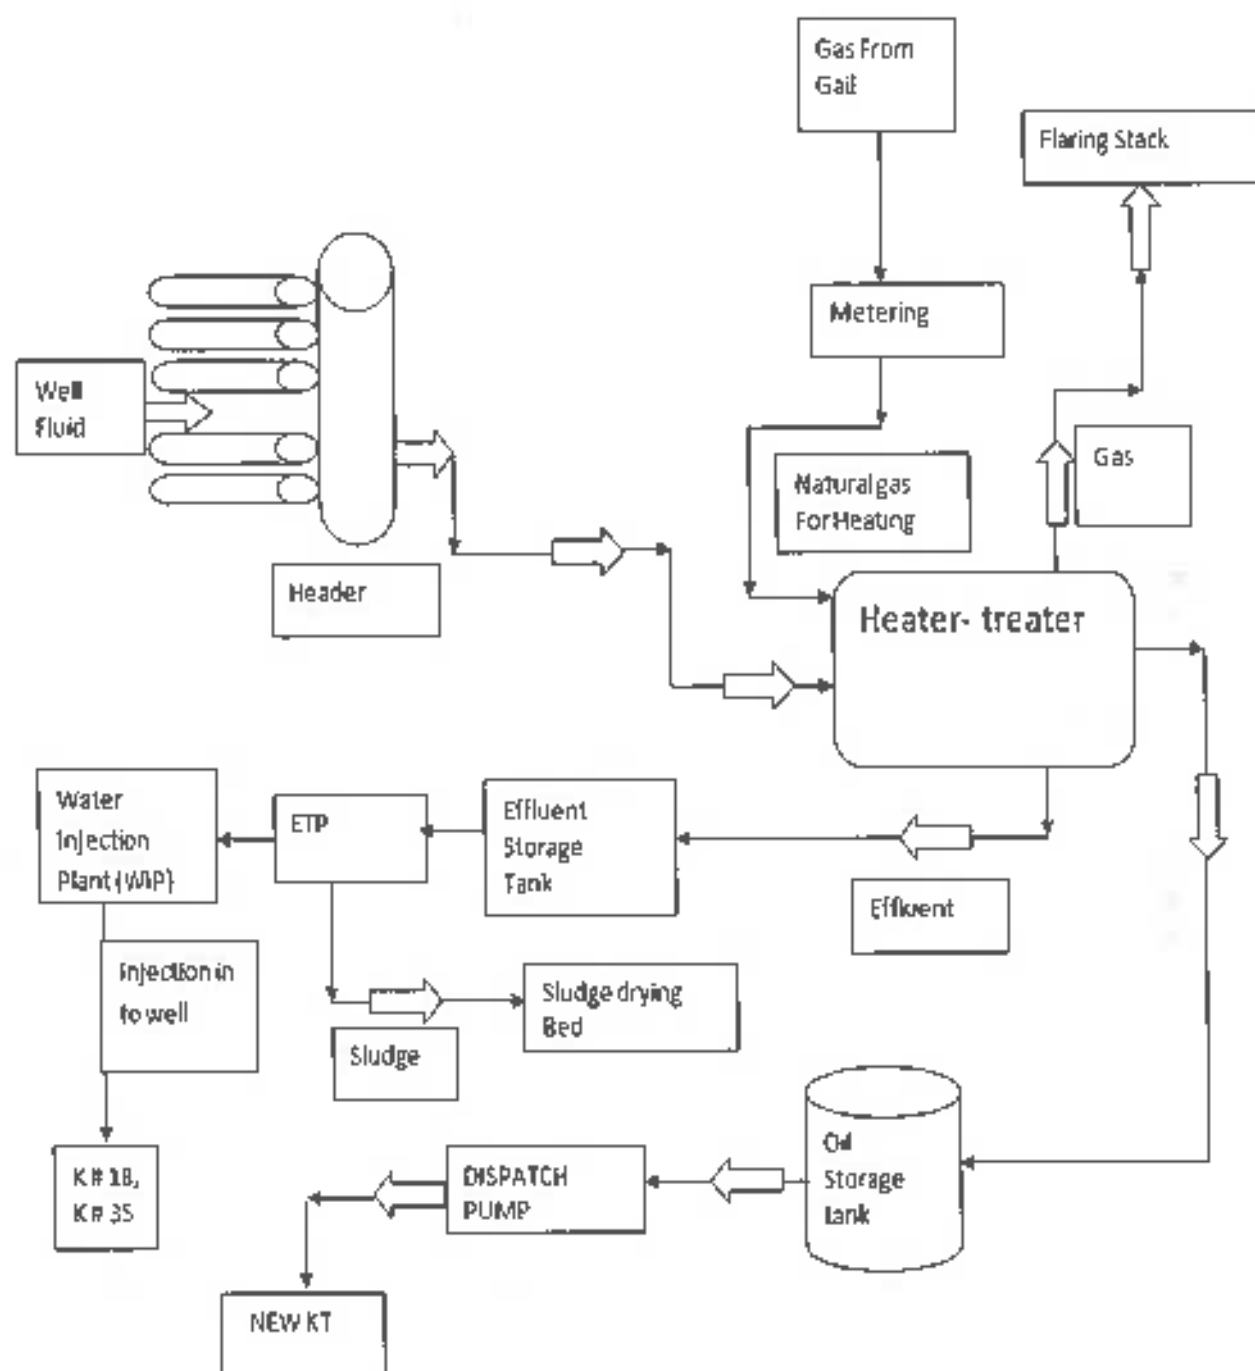 Gas From
Gail
Flaring Stack
Metering
Well
Fluid
Gas
Natural gas
For Heating
Header
Heater- treater
Water
Injection
Plant (WIP)
ETP
Effluent
Storage
Tank
Effluent
Injection in
to well
Sludge drying
Bed
Sludge
Oil
Storage
tank
K # 18,
K # 35
DISPATCH
PUMP
NEW KT